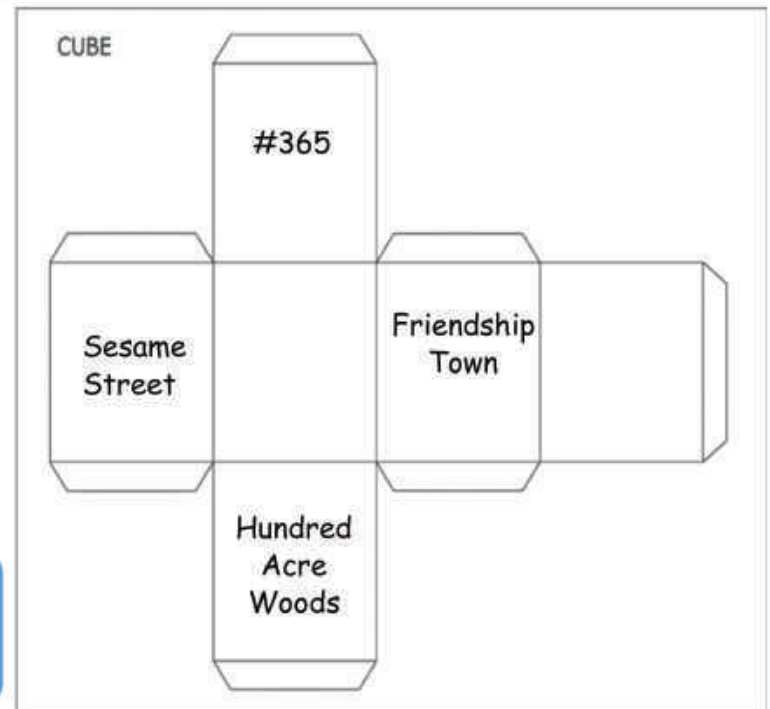 CUBE
#365
Sesame
Street
Friendship
Town
Hundred
Acre
Woods